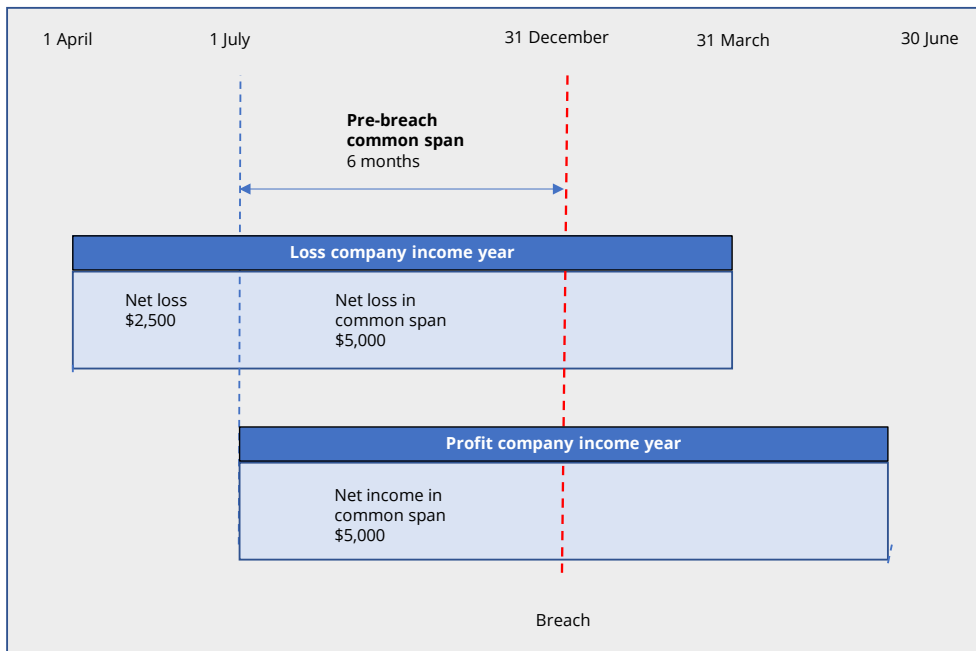 1 April
1 July
31 December
31 March
30 June
Pre-breach
common span
6 months
Loss company income year
Net loss
$2,500
Net loss in
common span
$5,000
Profit company income year
Net income in
common span
$5,000
Breach